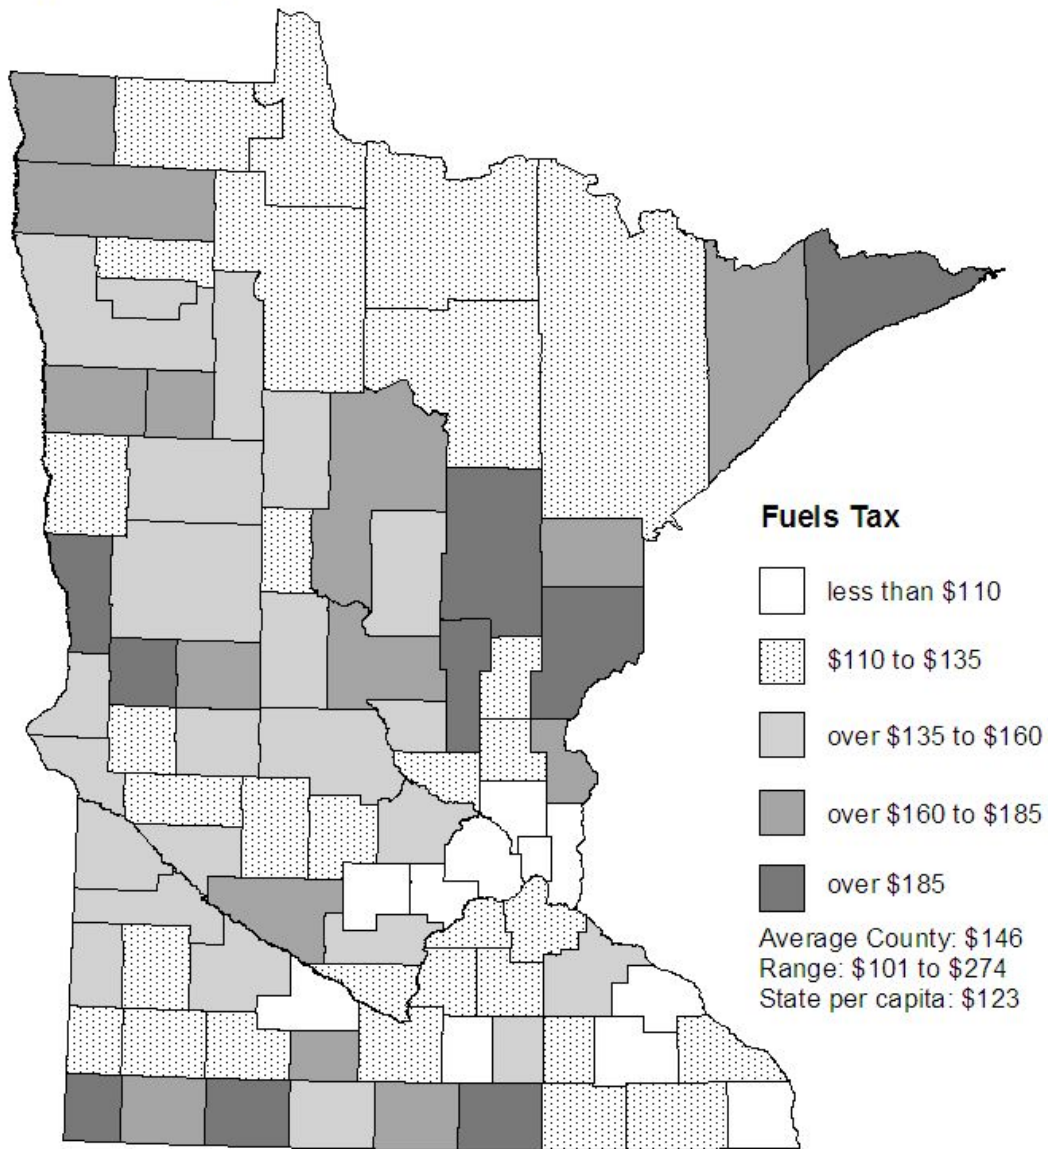 Fuels Tax
less than $110
$110 to $135
over $135 to $160
over $160 to $185
over $185
Average County: $146
Range: $101 to $274
State per capita: $123